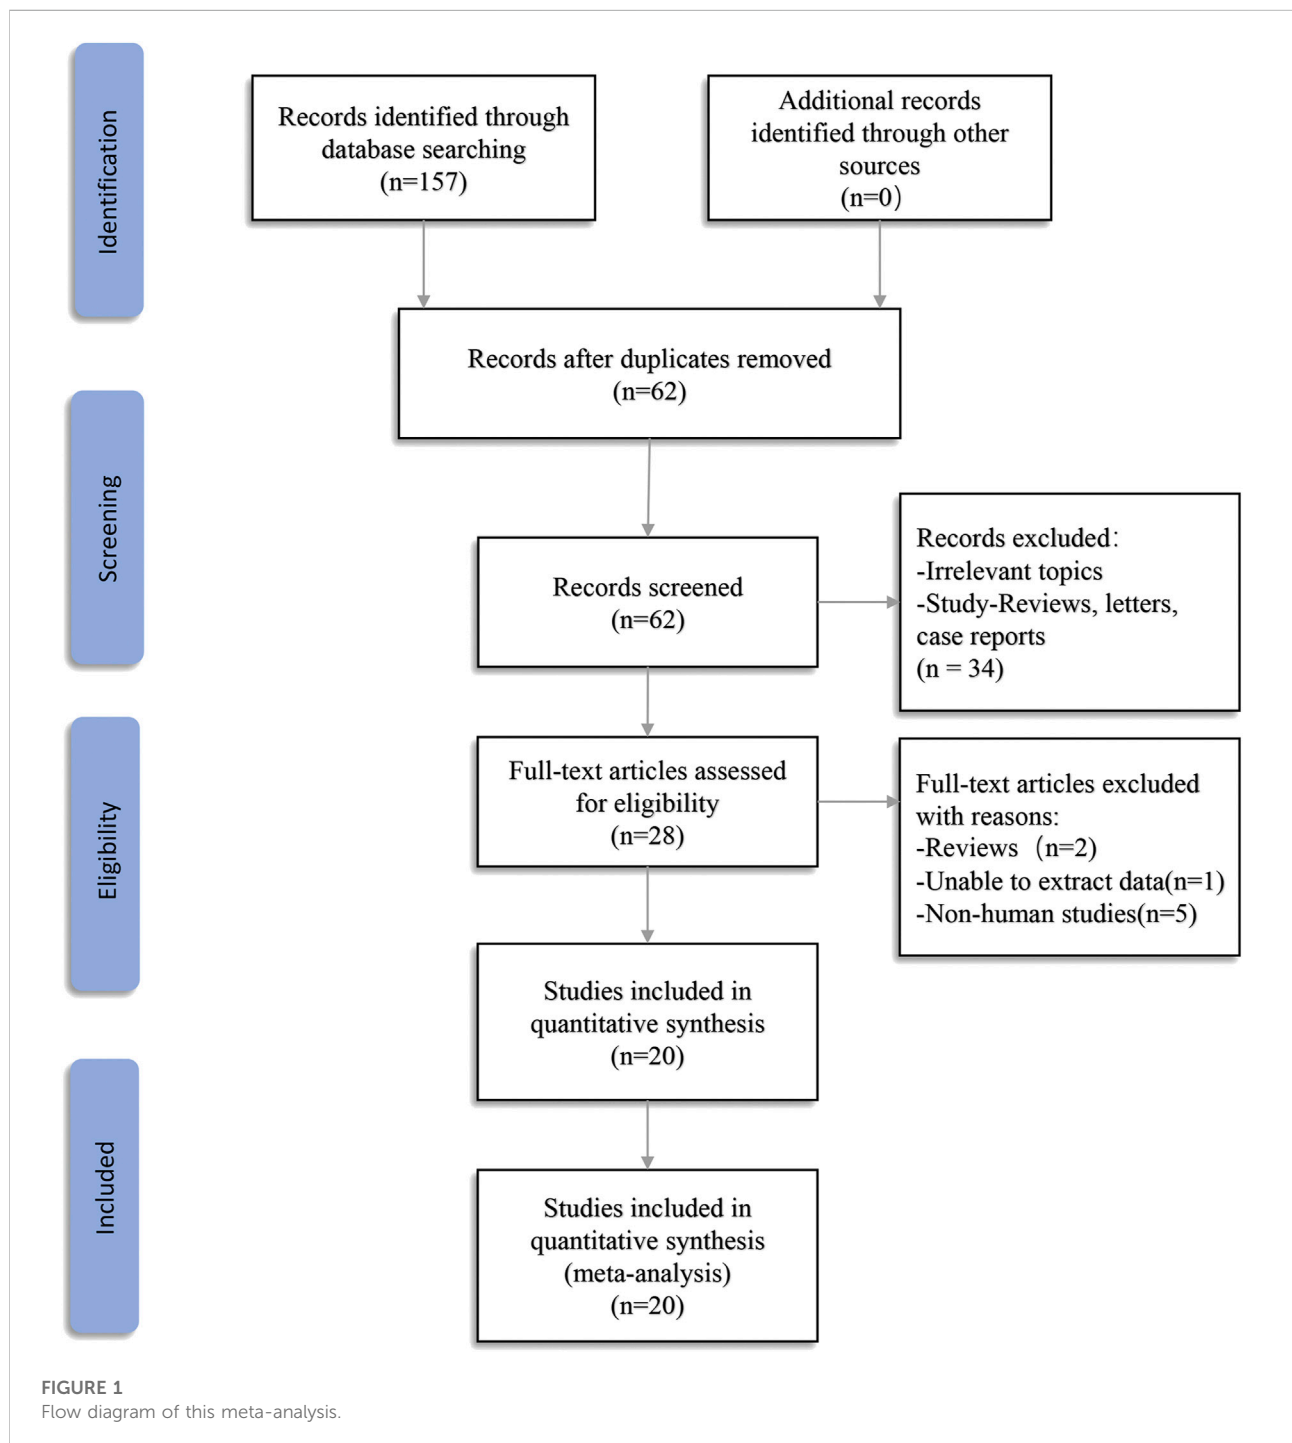 Identification
Records identified through
database searching
(n=157)
Additional records
identified through other
sources
(n=0）
Records after duplicates removed
(n=62)
Screening
Records screened
(n=62)
Records excluded：
-Irrelevant topics
-Study-Reviews, letters,
case reports
(n = 34)
Eligibility
Full-text articles assessed
for eligibility
(n=28)
Full-text articles excluded
with reasons:
-Reviews（n=2)
-Unable to extract data(n=1)
-Non-human studies(n=5)
Studies included in
quantitative synthesis
(n=20)
Included
Studies included in
quantitative synthesis
(meta-analysis)
(n=20)
FIGURE 1
Flow diagram of this meta-analysis.